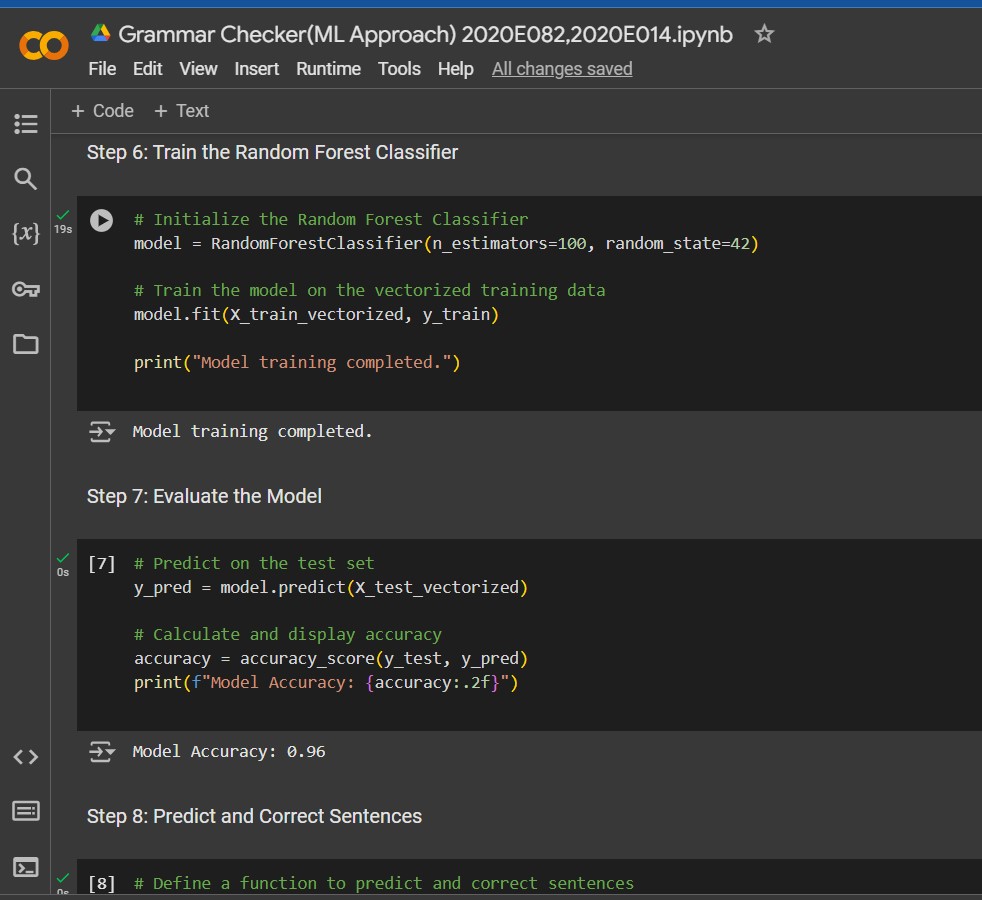 Grammar Checker(ML Approach) 2020E082,2020E014.ipynb
File Edit View Insert Runtime Tools Help All changes saved
+ Code + Text
Step 6: Train the Random Forest Classifier
19s
# Initialize the Random Forest Classifier
model = RandomForestClassifier(n_estimators=100, random_state=42)
# Train the model on the vectorized training data
model.fit(X_train_vectorized, y_train)
print("Model training completed.")
Model training completed.
Step 7: Evaluate the Model
0s
[7] # Predict on the test set
y_pred = model.predict(X_test_vectorized)
# Calculate and display accuracy
accuracy = accuracy_score(y_test, y_pred)
print(f"Model Accuracy: {accuracy:.2f}")
Model Accuracy: 0.96
Step 8: Predict and Correct Sentences
0s
[8] # Define a function to predict and correct sentences